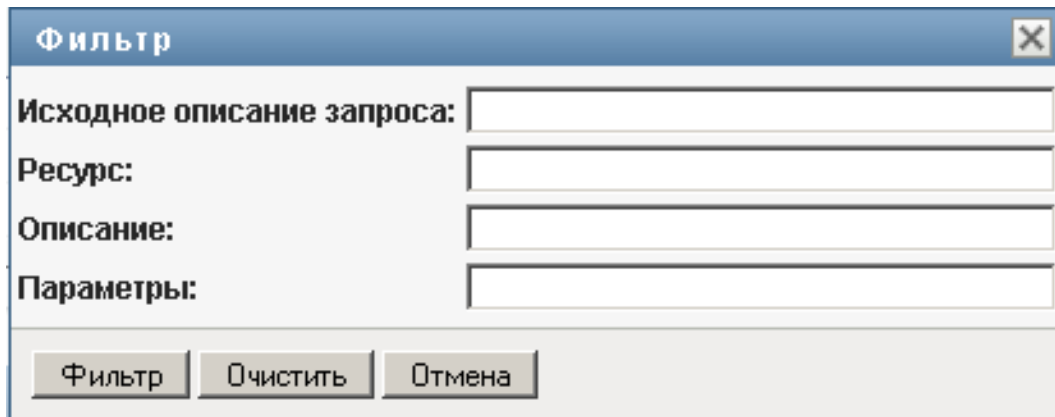 Фильтр
Исходное описание запроса:
Ресурс:
Описание:
Параметры:
Фильтр Очистить Отмена